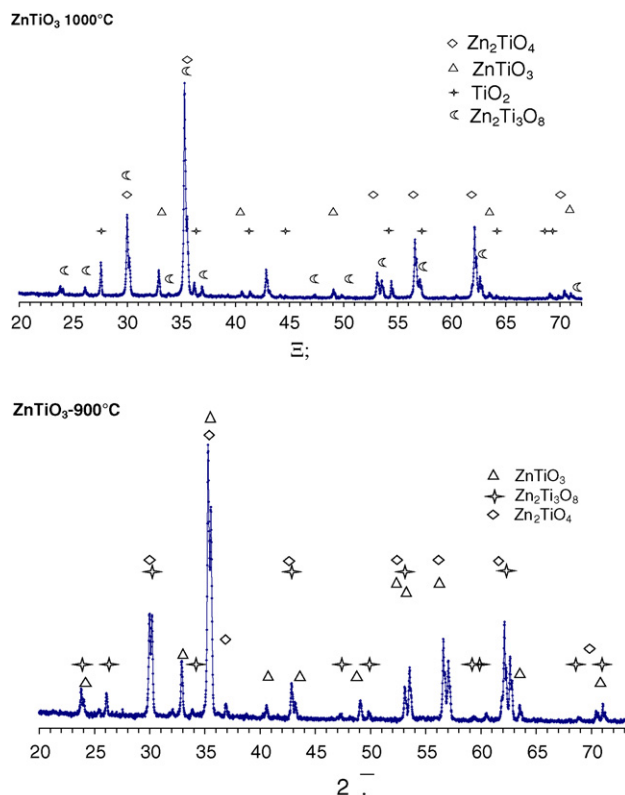 ZnTiO₃ 1000°C
Zn₂TiO₄
ZnTiO₃
TiO₂
Zn₂Ti₃O₈
20 25 30 35 40 45 50 55 60 65 70
Ξ;
ZnTiO₃-900°C
ZnTiO₃
Zn₂Ti₃O₈
Zn₂TiO₄
20 25 30 35 40 45 50 55 60 65 70
2 .